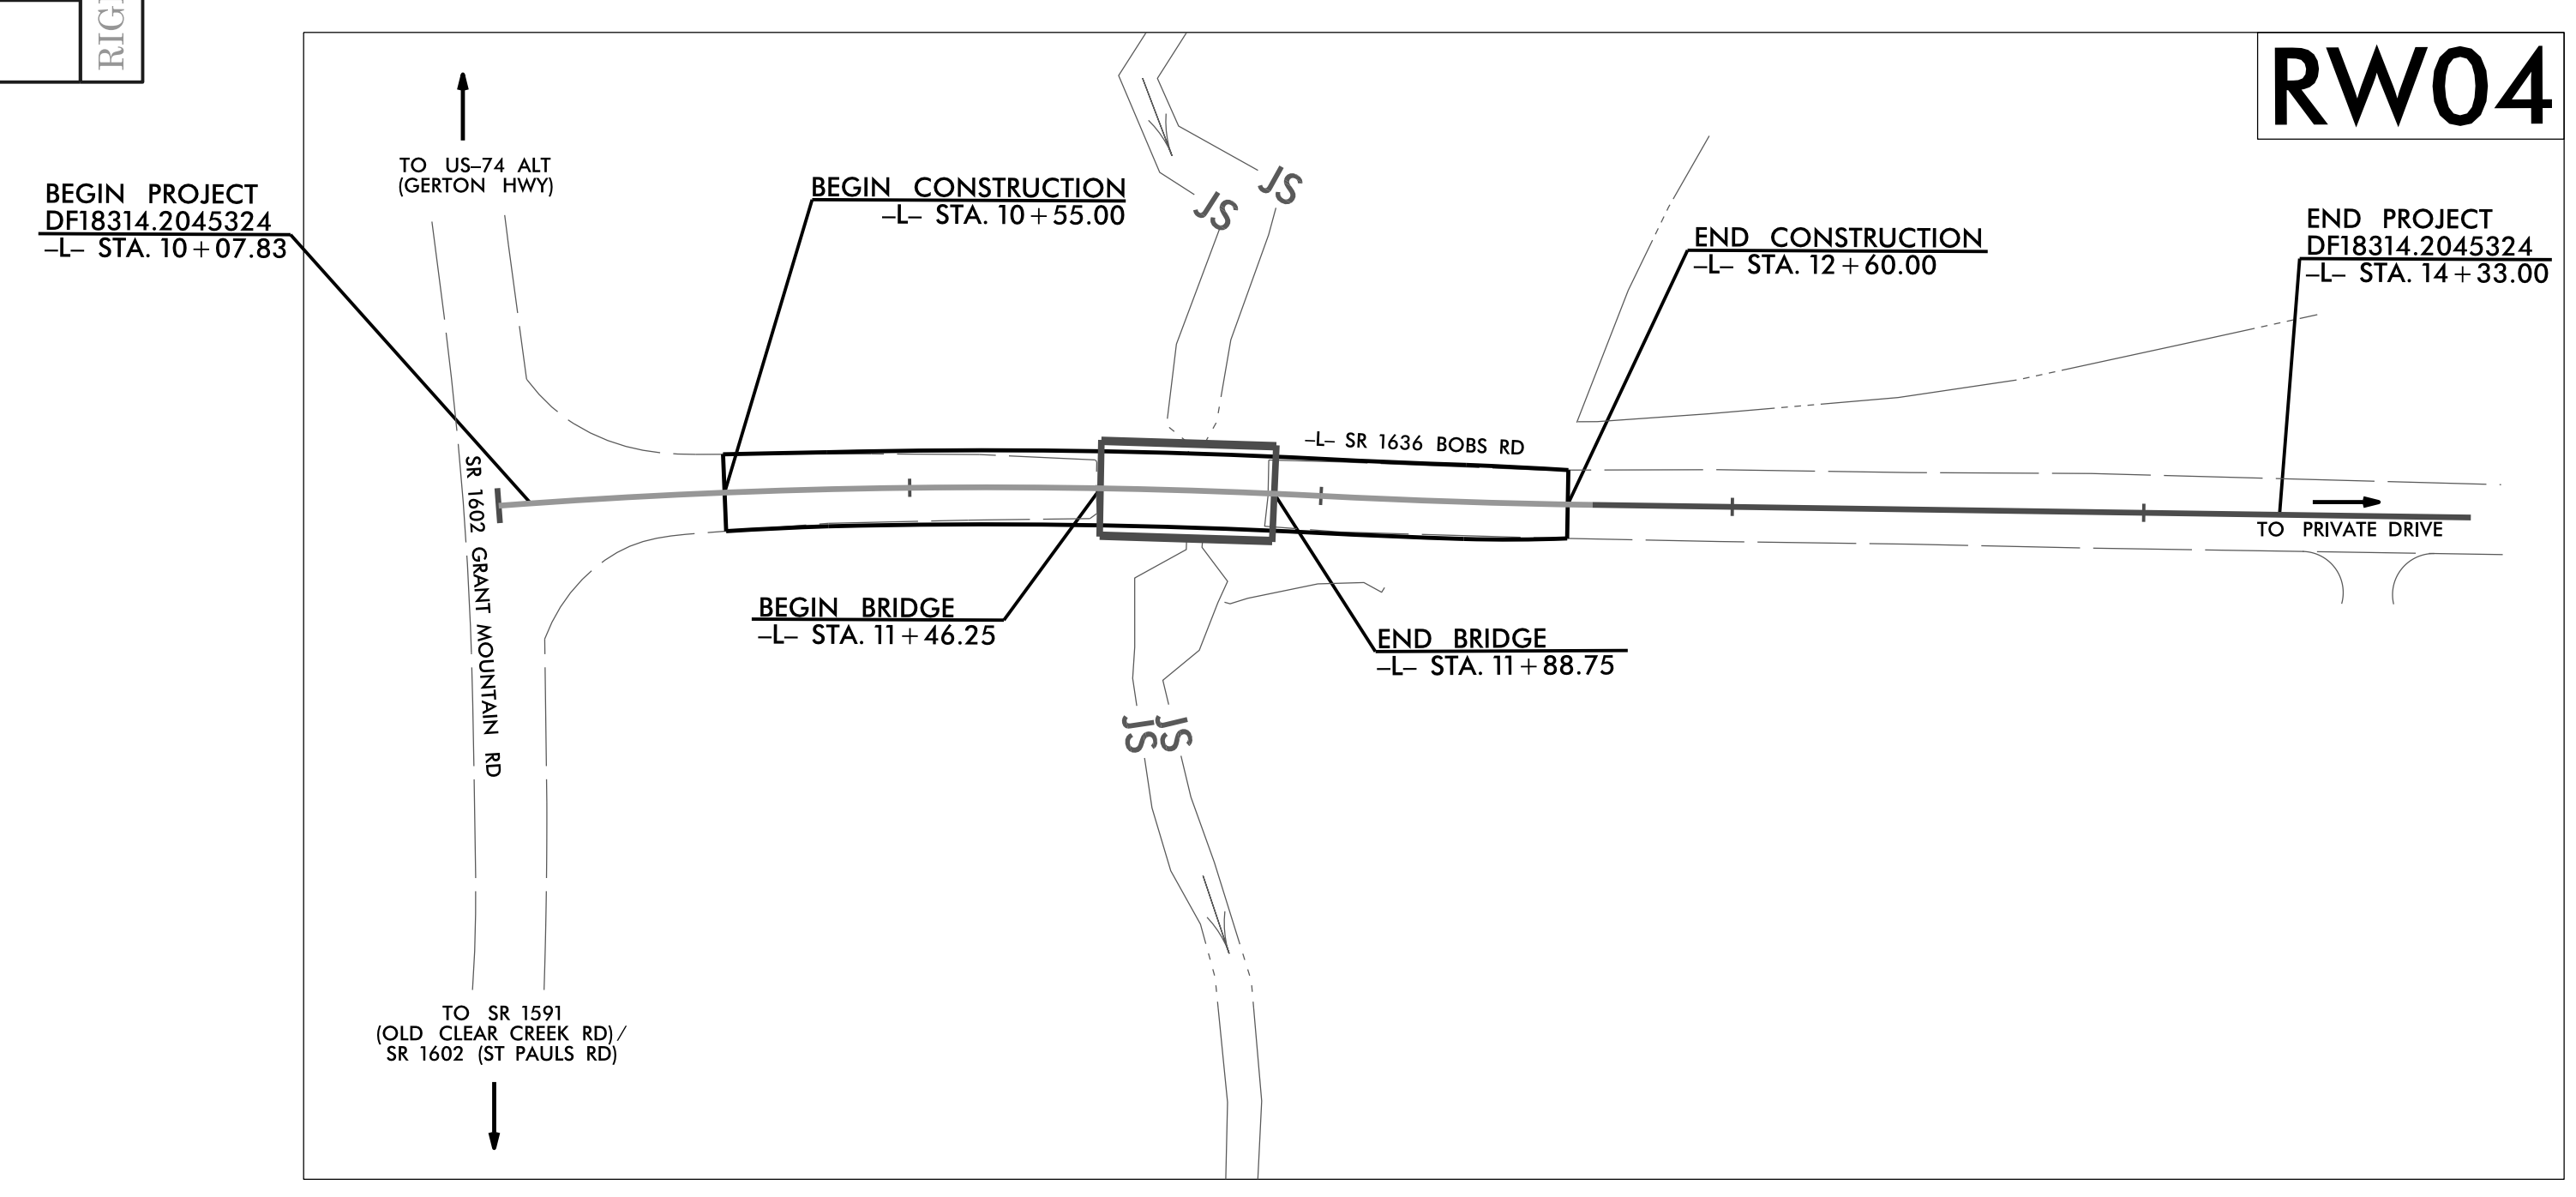 RW04
TO US–74 ALT
(GERTON HWY)
BEGIN PROJECT
DF18314.2045324
–L– STA. 10+07.83
BEGIN CONSTRUCTION
–L– STA. 10+55.00
JS
JS
END CONSTRUCTION
–L– STA. 12+60.00
END PROJECT
DF18314.2045324
–L– STA. 14+33.00
–L– SR 1636 BOBS RD
SR 1602 GRANT MOUNTAIN RD
TO PRIVATE DRIVE
BEGIN BRIDGE
–L– STA. 11+46.25
END BRIDGE
–L– STA. 11+88.75
JS
JS
TO SR 1591
(OLD CLEAR CREEK RD)/
SR 1602 (ST PAULS RD)